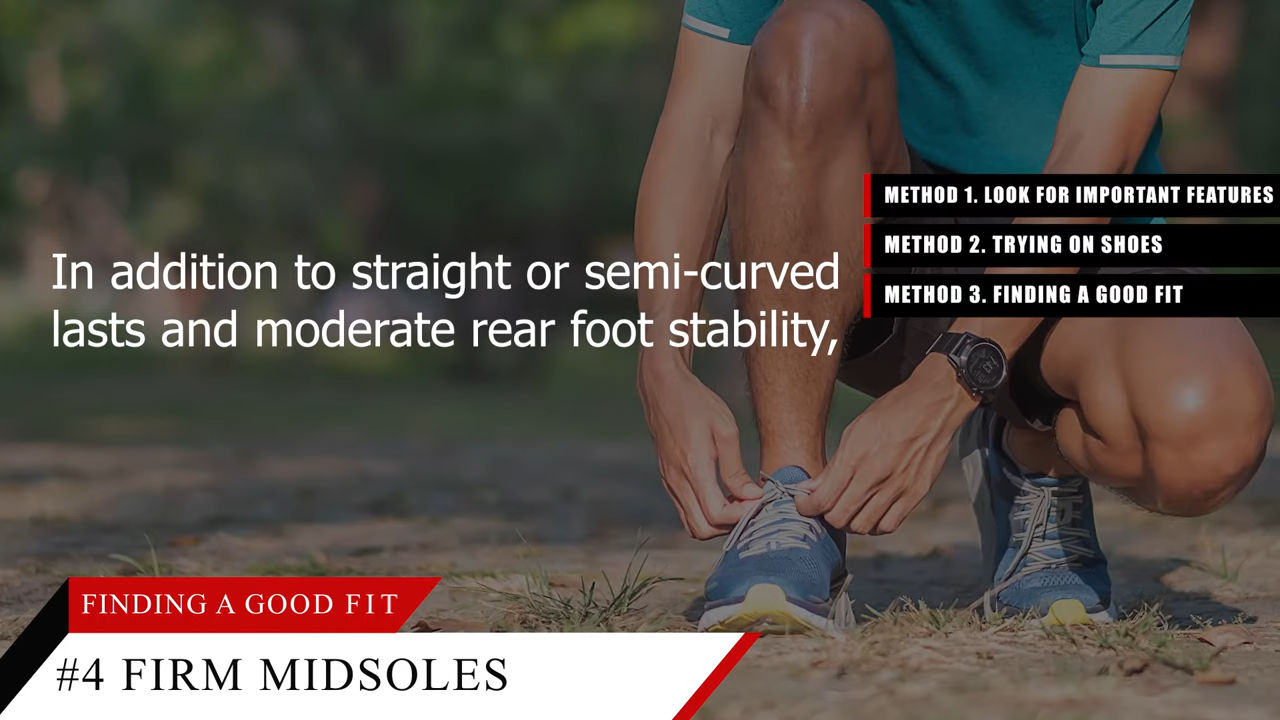 In addition to straight or semi-curved
lasts and moderate rear foot stability,
METHOD 1. LOOK FOR IMPORTANT FEATURES
METHOD 2. TRYING ON SHOES
METHOD 3. FINDING A GOOD FIT
FINDING A GOOD FIT
#4 FIRM MIDSOLES